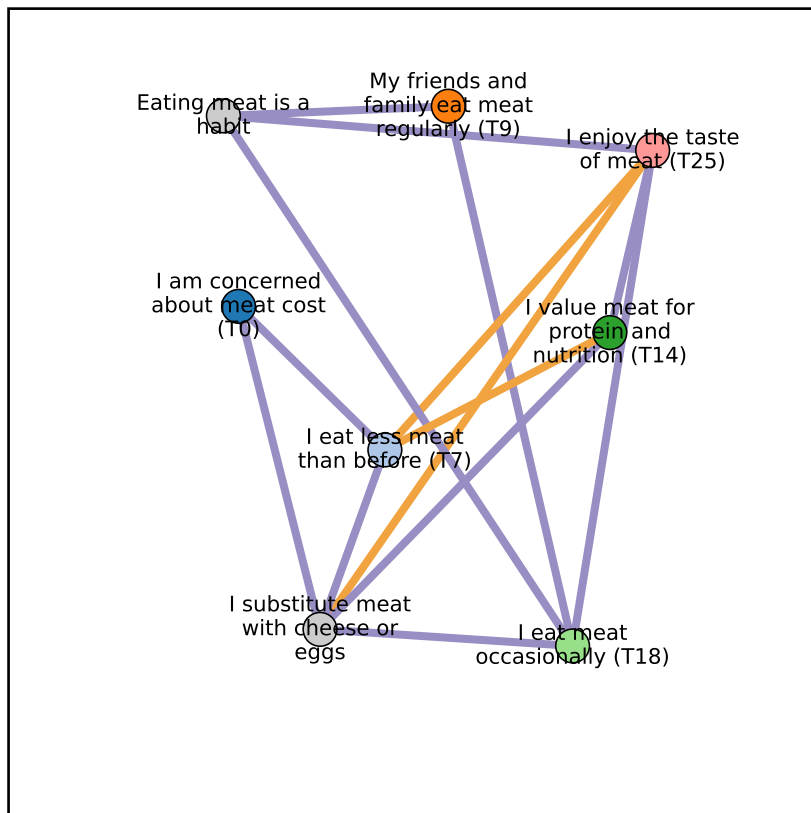 Eating meat is a
habit
My friends and
family eat meat
regularly (T9)
I enjoy the taste
of meat (T25)
I am concerned
about meat cost
(T0)
I value meat for
protein and
nutrition (T14)
I eat less meat
than before (T7)
I substitute meat
with cheese or
eggs
I eat meat
occasionally (T18)